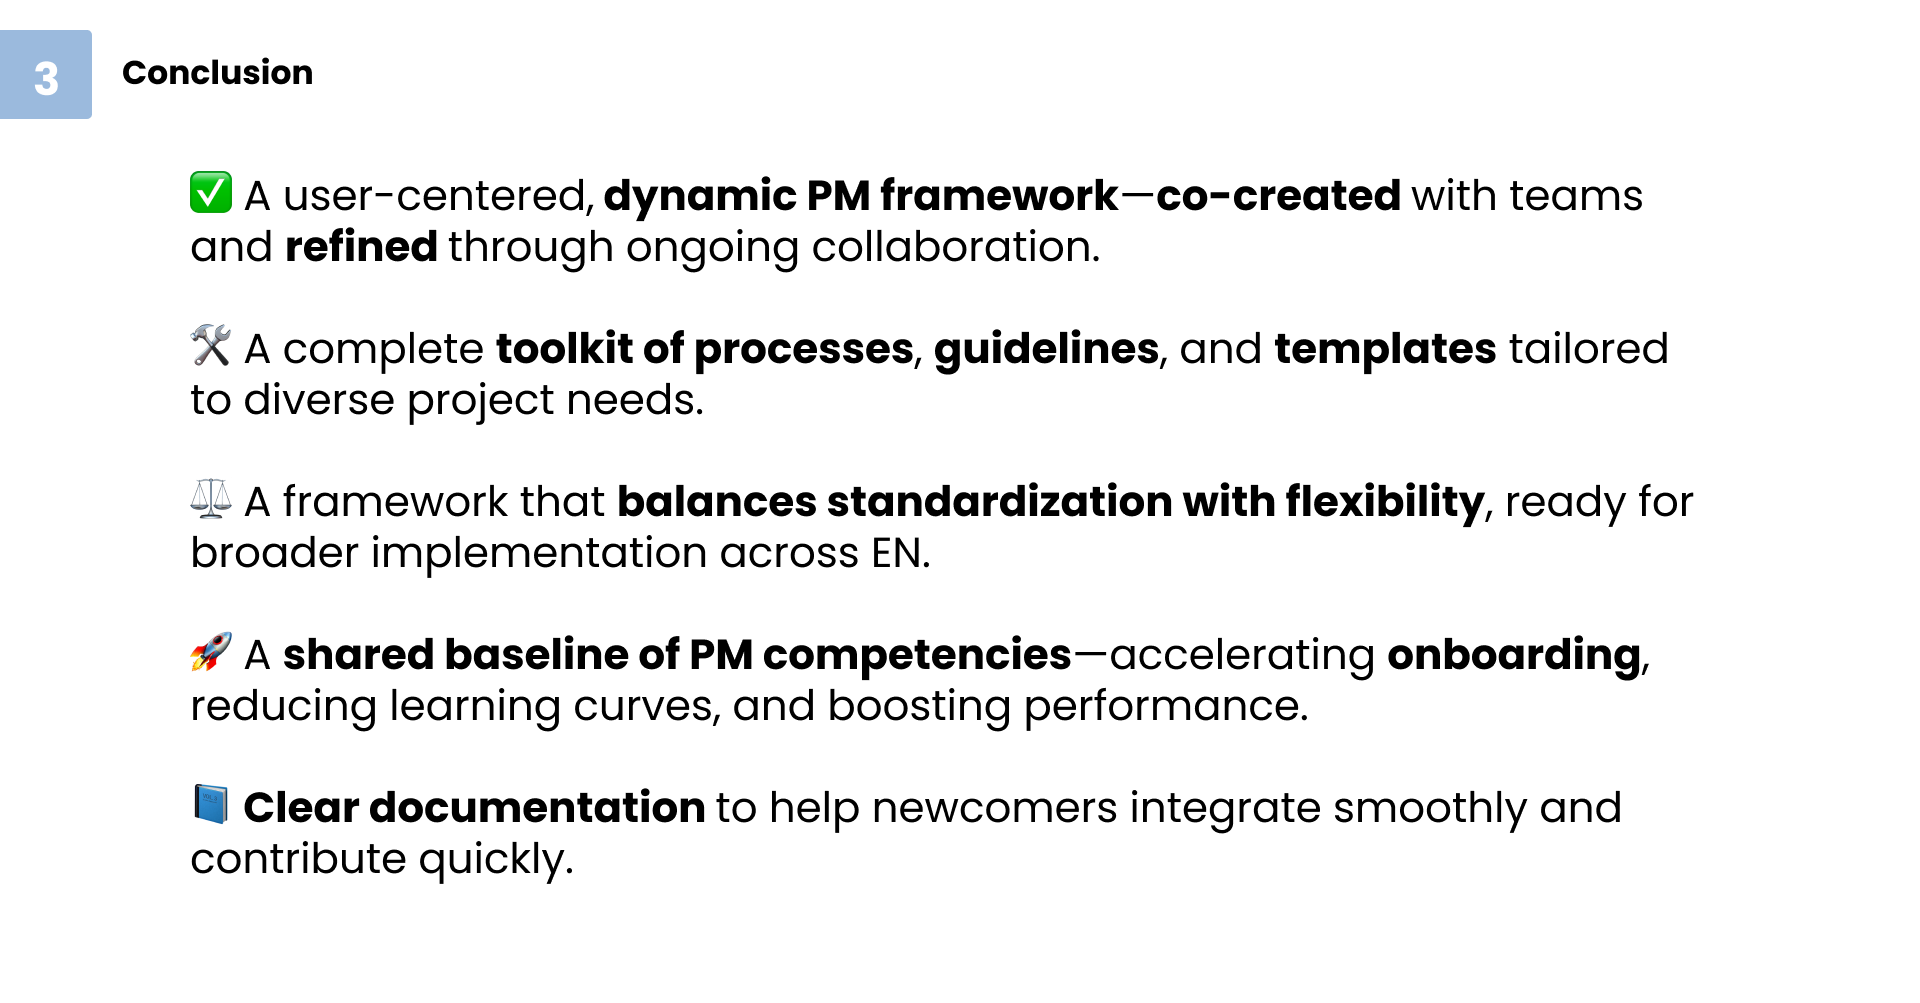 3
Conclusion
✅ A user-centered, dynamic PM framework—co-created with teams
and refined through ongoing collaboration.
🛠 A complete toolkit of processes, guidelines, and templates tailored
to diverse project needs.
⚖ A framework that balances standardization with flexibility, ready for
broader implementation across EN.
🚀 A shared baseline of PM competencies—accelerating onboarding,
reducing learning curves, and boosting performance.
📘 Clear documentation to help newcomers integrate smoothly and
contribute quickly.